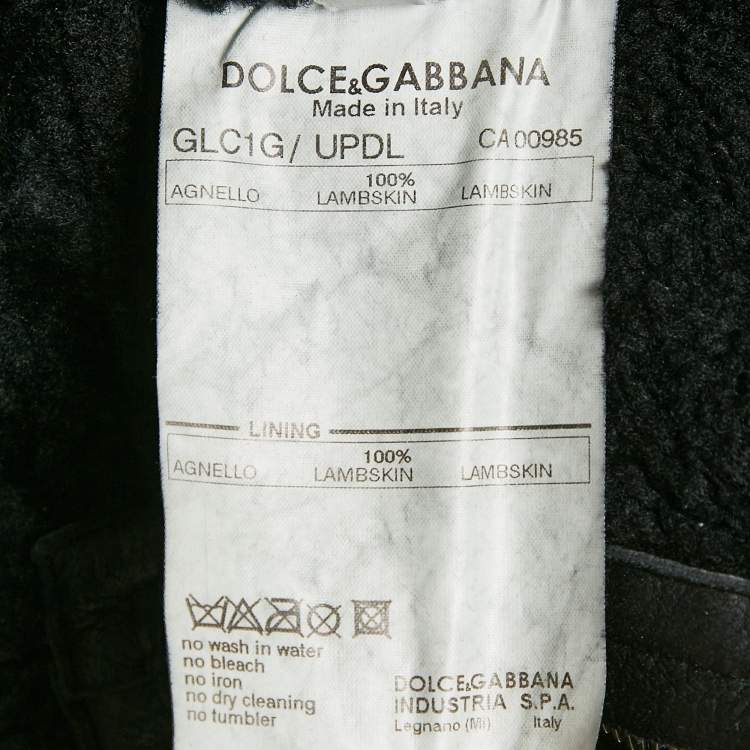 DOLCE&GABBANA
Made in Italy
GLC1G/ UPDL CA00985
100%
AGNELLO LAMBSKIN LAMBSKIN
LINING
100%
AGNELLO LAMBSKIN LAMBSKIN
no wash in water
no bleach
no iron
no dry cleaning
no tumbler
DOLCE&GABBANA
INDUSTRIA S.P.A.
Legnano (MI) Italy